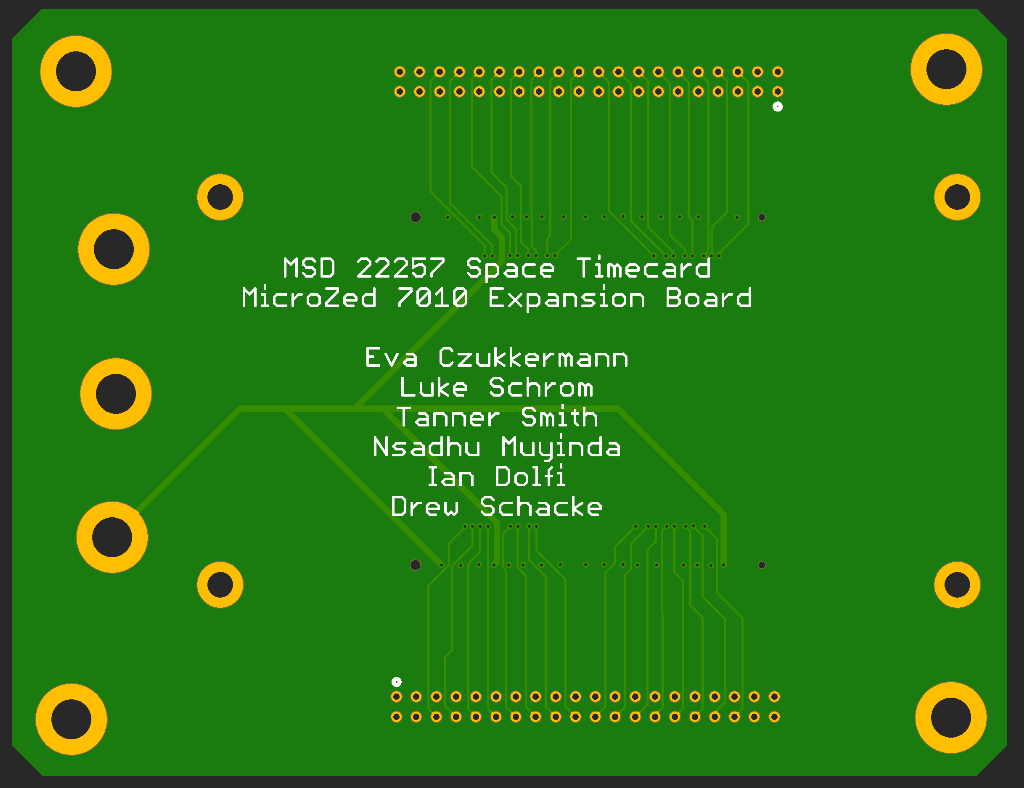 MSD 22257 Space Timecard
MicroZed 7010 Expansion Board
Eva Czukkermann
Luke Schrom
Tanner Smith
Nsadhu Muyinda
Ian Dolfi
Drew Schacke